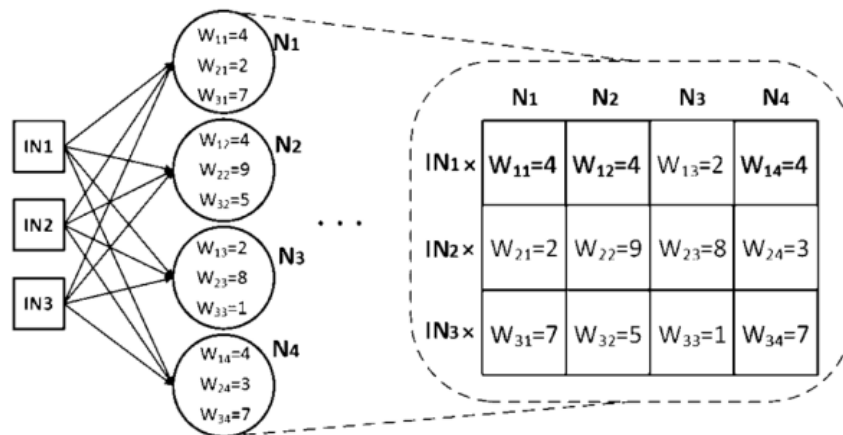 W11=4
W21=2
W31=7
N1
IN1
IN2
IN3
W12=4
W22=9
W32=5
N2
W13=2
W23=8
W33=1
N3
W14=4
W24=3
W34=7
N4
. . .
N1 N2 N3 N4
IN1× W11=4 W12=4 W13=2 W14=4
IN2× W21=2 W22=9 W23=8 W24=3
IN3× W31=7 W32=5 W33=1 W34=7